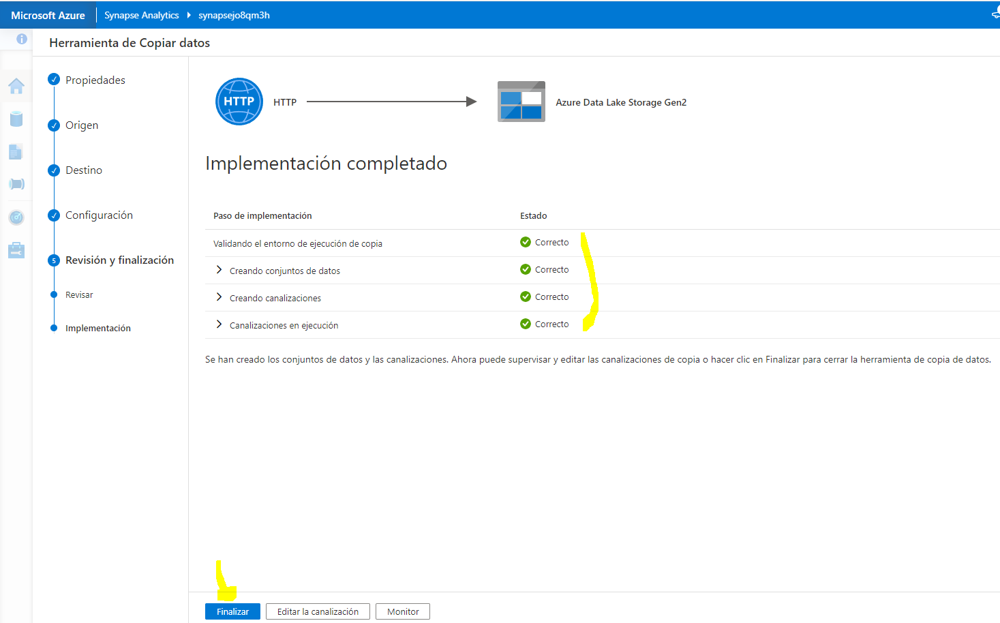 Microsoft Azure
Synapse Analytics
synapsejo8qm3h
Herramienta de Copiar datos
Propiedades
Origen
Destino
Configuración
5 Revisión y finalización
Revisar
Implementación
HTTP
HTTP
Azure Data Lake Storage Gen2
Implementación completado
Paso de implementación Estado
Validando el entorno de ejecución de copia Correcto
Creando conjuntos de datos Correcto
Creando canalizaciones Correcto
Canalizaciones en ejecución Correcto
Se han creado los conjuntos de datos y las canalizaciones. Ahora puede supervisar y editar las canalizaciones de copia o hacer clic en Finalizar para cerrar la herramienta de copia de datos.
Finalizar Editar la canalización Monitor